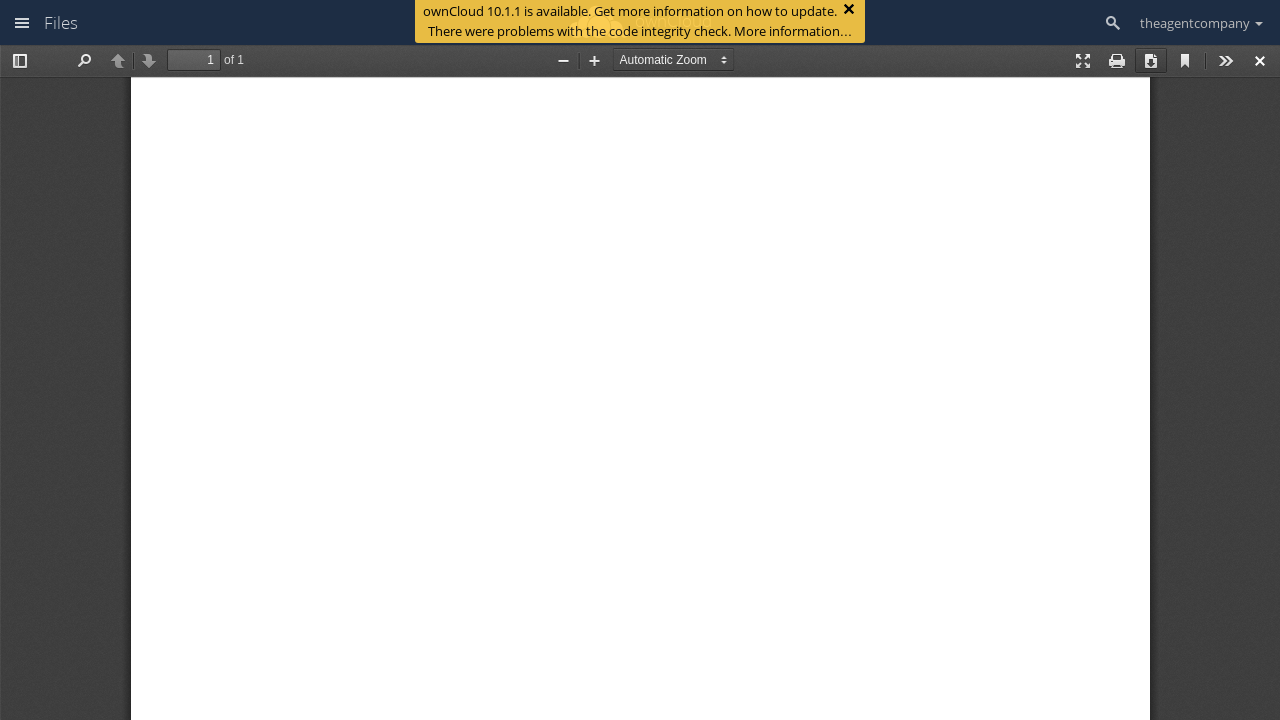 Files
ownCloud 10.1.1 is available. Get more information on how to update.
There were problems with the code integrity check. More information…
theagentcompany
1 of 1
Automatic Zoom